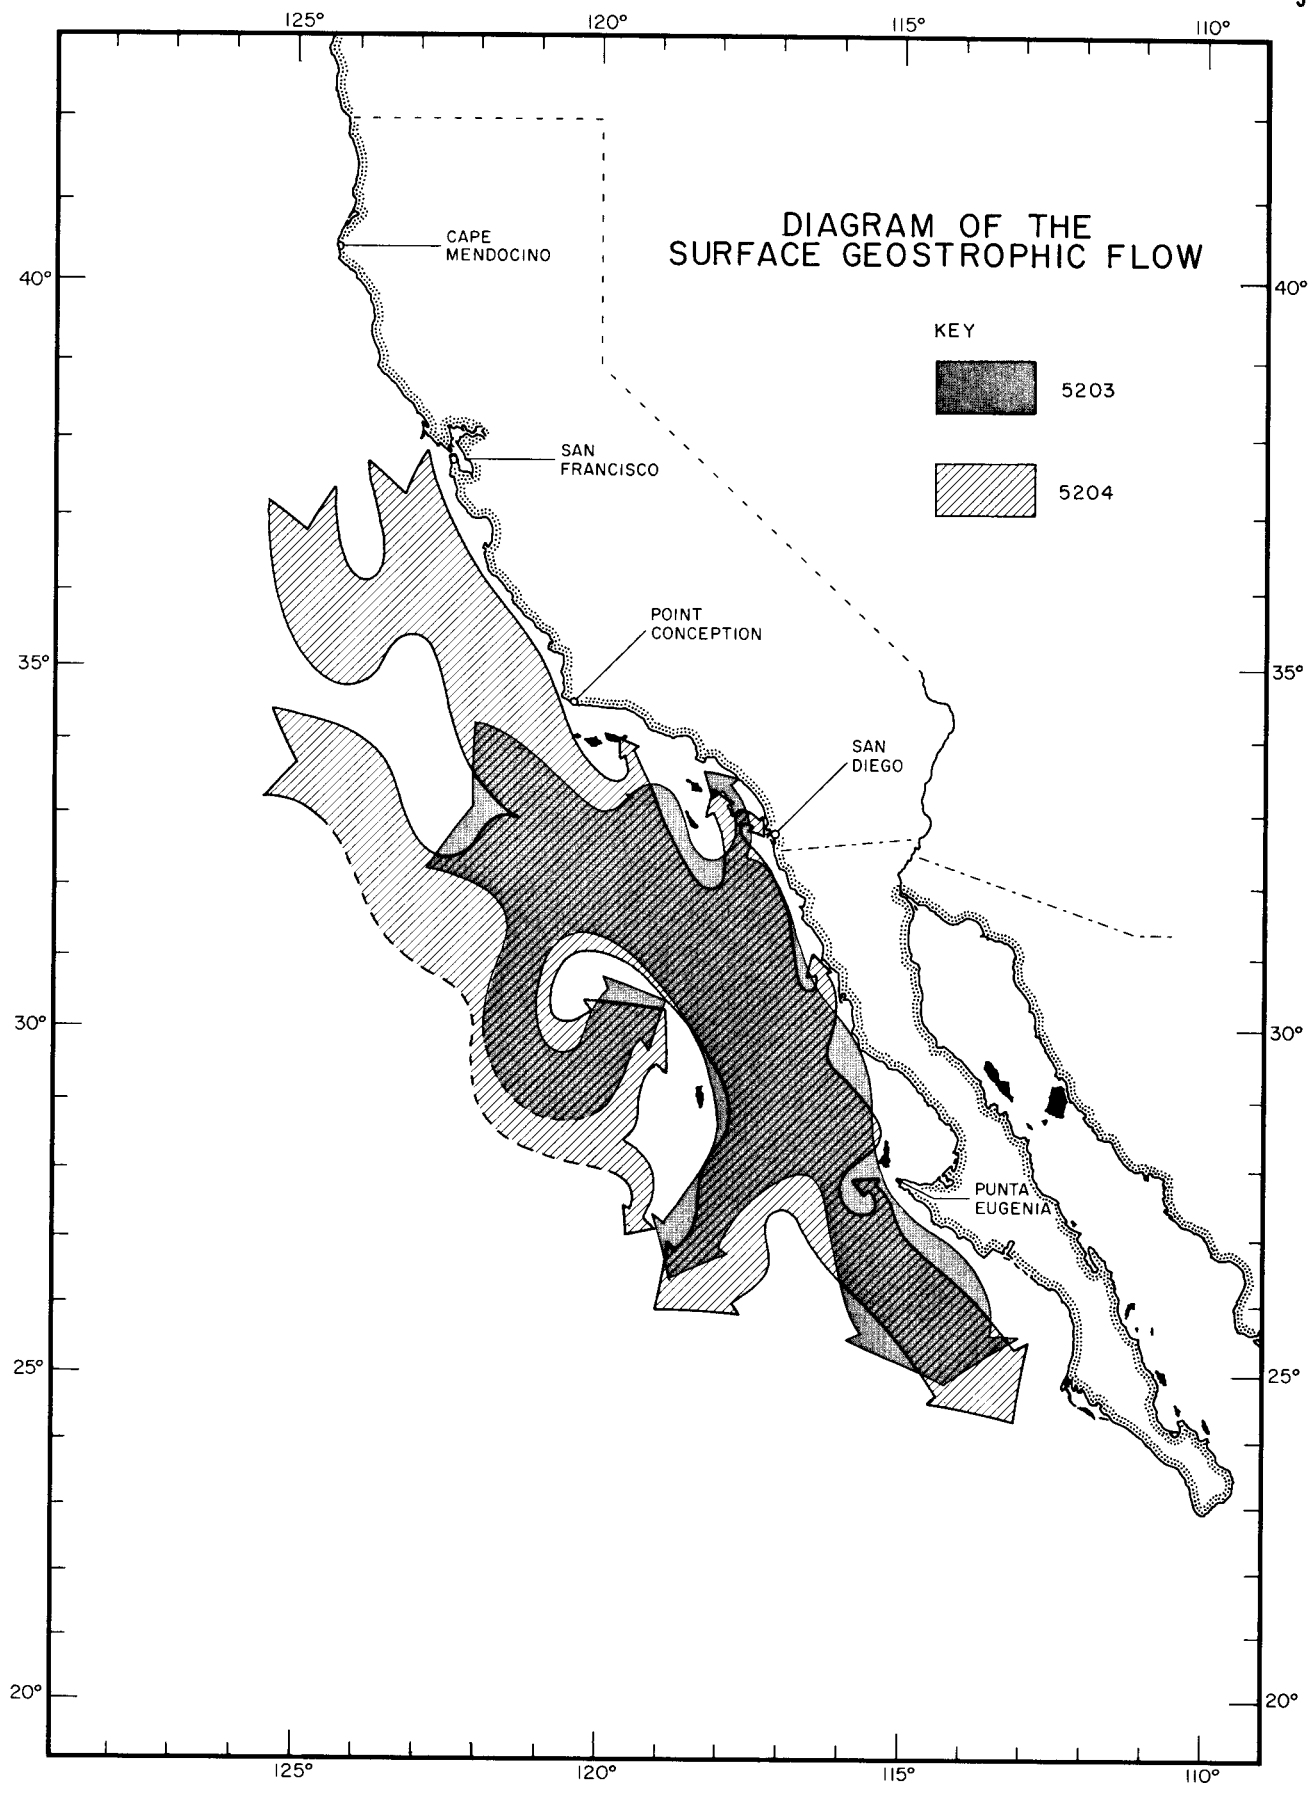 125°
120°
115°
110°
DIAGRAM OF THE
SURFACE GEOSTROPHIC FLOW
CAPE
MENDOCINO
40°
40°
KEY
5203
SAN
FRANCISCO
5204
POINT
CONCEPTION
35°
35°
SAN
DIEGO
30°
30°
PUNTA
EUGENIA
25°
25°
20°
20°
125°
120°
115°
110°